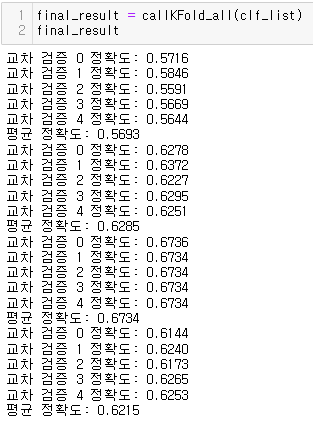 1 final_result = callKFold_all(clf_list)
2 final_result
교차 검증 0 정확도: 0.5716
교차 검증 1 정확도: 0.5846
교차 검증 2 정확도: 0.5591
교차 검증 3 정확도: 0.5669
교차 검증 4 정확도: 0.5644
평균 정확도: 0.5693
교차 검증 0 정확도: 0.6278
교차 검증 1 정확도: 0.6372
교차 검증 2 정확도: 0.6227
교차 검증 3 정확도: 0.6295
교차 검증 4 정확도: 0.6251
평균 정확도: 0.6285
교차 검증 0 정확도: 0.6736
교차 검증 1 정확도: 0.6734
교차 검증 2 정확도: 0.6734
교차 검증 3 정확도: 0.6734
교차 검증 4 정확도: 0.6734
평균 정확도: 0.6734
교차 검증 0 정확도: 0.6144
교차 검증 1 정확도: 0.6240
교차 검증 2 정확도: 0.6173
교차 검증 3 정확도: 0.6265
교차 검증 4 정확도: 0.6253
평균 정확도: 0.6215